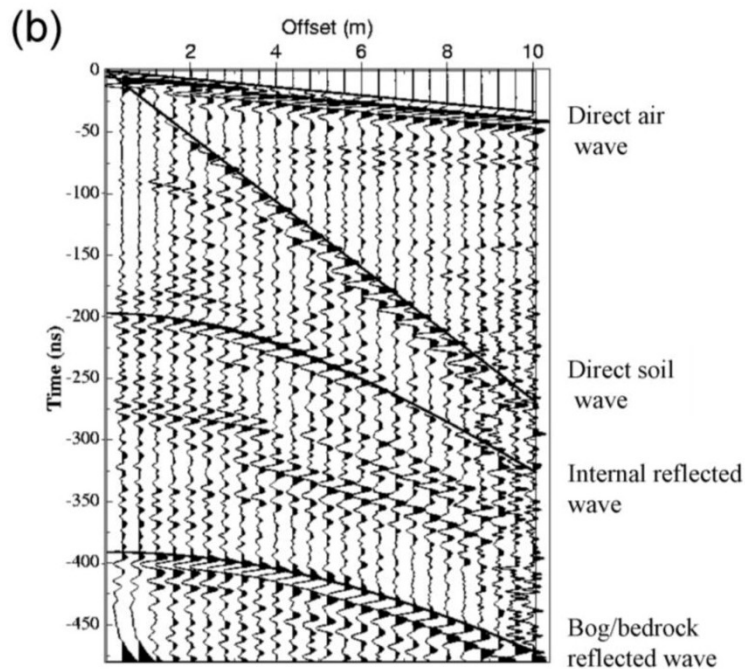 (b)
Offset (m)
2 4 6 8 10
0
-50
-100
-150
-200
-250
-300
-350
-400
-450
Time (ns)
Direct air
wave
Direct soil
wave
Internal reflected
wave
Bog/bedrock
reflected wave